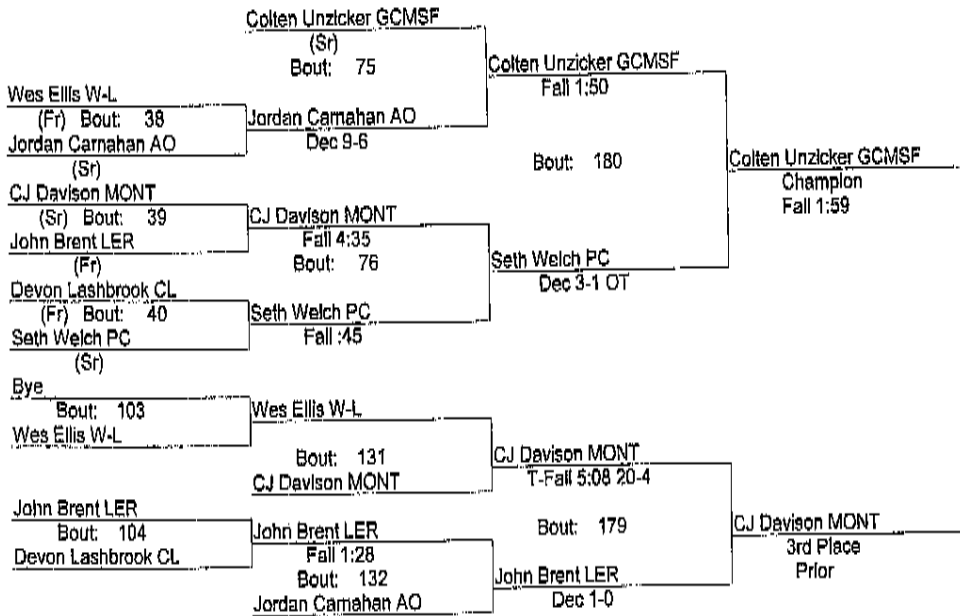 Colten Unzicker GCMSF
(Sr)
Bout: 75
Colten Unzicker GCMSF
Fall 1:50
Wes Ellis W-L
(Fr) Bout: 38
Jordan Carnahan AO
Dec 9-6
Jordan Carnahan AO
(Sr)
Bout: 180
Colten Unzicker GCMSF
Champion
Fall 1:59
CJ Davison MONT
(Sr) Bout: 39
CJ Davison MONT
Fall 4:35
John Brent LER
(Fr)
Bout: 76
Seth Welch PC
Dec 3-1 OT
Devon Lashbrook CL
(Fr) Bout: 40
Seth Welch PC
Fall :45
Seth Welch PC
(Sr)
Bye
Bout: 103
Wes Ellis W-L
Wes Ellis W-L
Bout: 131
CJ Davison MONT
T-Fall 5:08 20-4
CJ Davison MONT
John Brent LER
Bout: 104
John Brent LER
Fall 1:28
Devon Lashbrook CL
Bout: 179
CJ Davison MONT
3rd Place
Prior
Bout: 132
John Brent LER
Dec 1-0
Jordan Carnahan AO